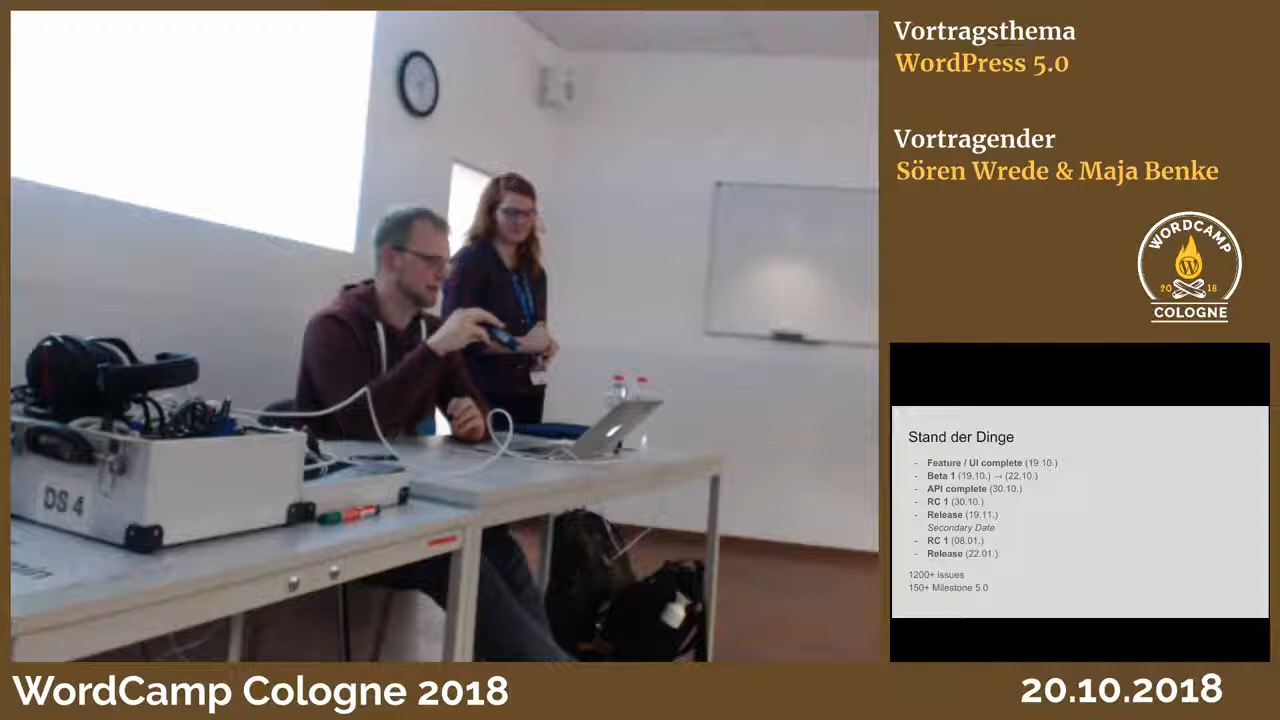 Vortragsthema
WordPress 5.0
Vortragender
Sören Wrede & Maja Benke
WORDCAMP
2018
COLOGNE
DS 4
Stand der Dinge
- Feature / UI complete (19.10.)
- Beta 1 (19.10.) → (22.10.)
- API complete (30.10.)
- RC 1 (30.10.)
- Release (19.11.)
Secondary Date
- RC 1 (08.01.)
- Release (22.01.)
1200+ issues
150+ Milestone 5.0
WordCamp Cologne 2018
20.10.2018